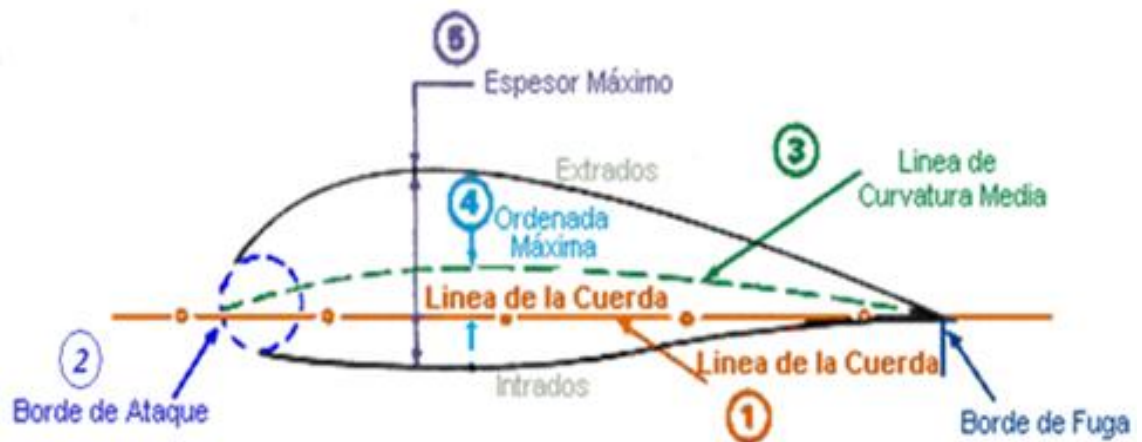 5
Espesor Máximo
Extrados
3
Linea de
Curvatura Media
4
Ordenada
Máxima
Linea de la Cuerda
2
Linea de la Cuerda
Intrados
1
Borde de Ataque
Borde de Fuga